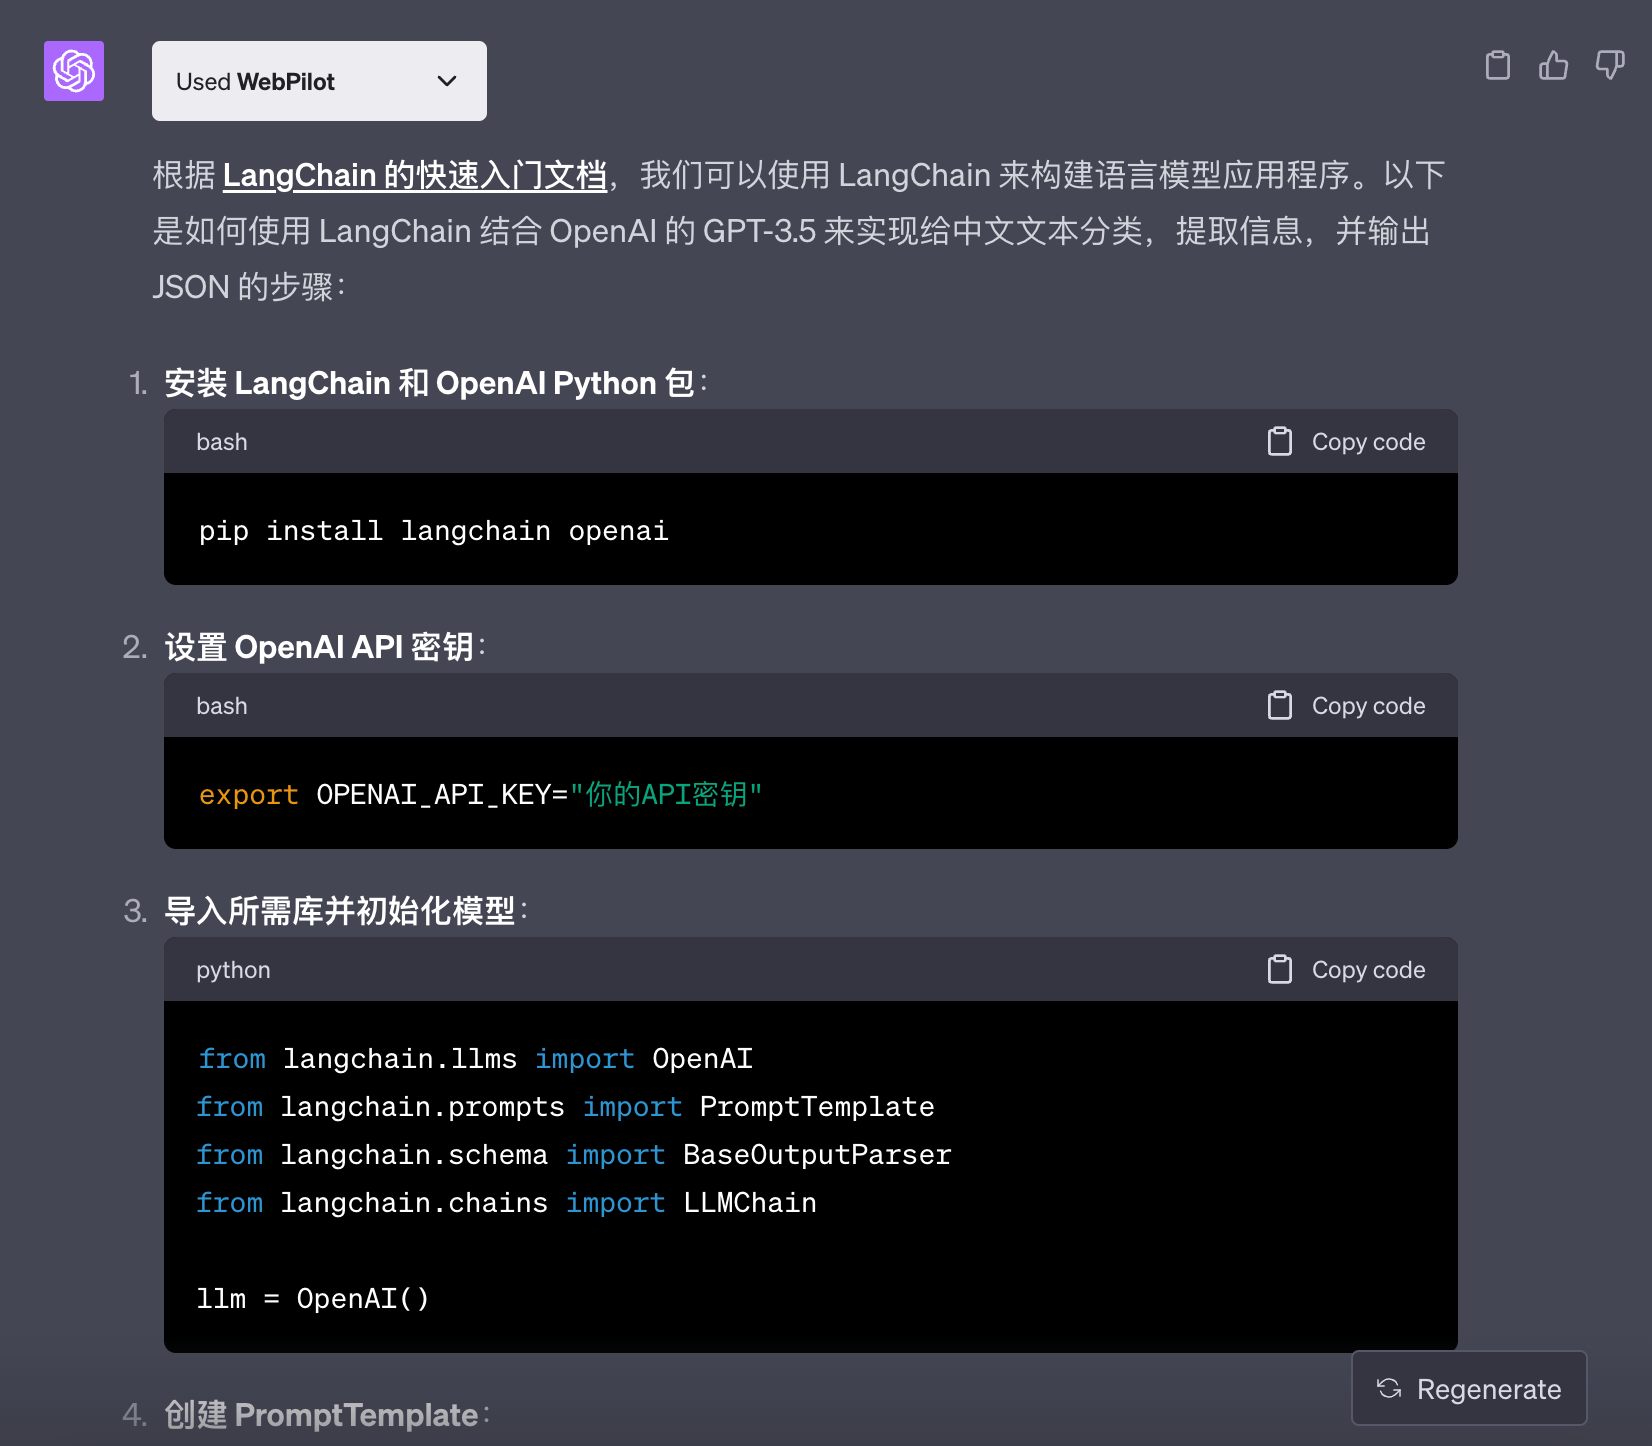 Used WebPilot
根据 LangChain 的快速入门文档，我们可以使用 LangChain 来构建语言模型应用程序。以下
是如何使用 LangChain 结合 OpenAI 的 GPT-3.5 来实现给中文文本分类，提取信息，并输出
JSON 的步骤：
1. 安装 LangChain 和 OpenAI Python 包：
bash Copy code
pip install langchain openai
2. 设置 OpenAI API 密钥：
bash Copy code
export OPENAI_API_KEY="你的API密钥"
3. 导入所需库并初始化模型：
python Copy code
from langchain.llms import OpenAI
from langchain.prompts import PromptTemplate
from langchain.schema import BaseOutputParser
from langchain.chains import LLMChain
llm = OpenAI()
Regenerate
4. 创建 PromptTemplate：